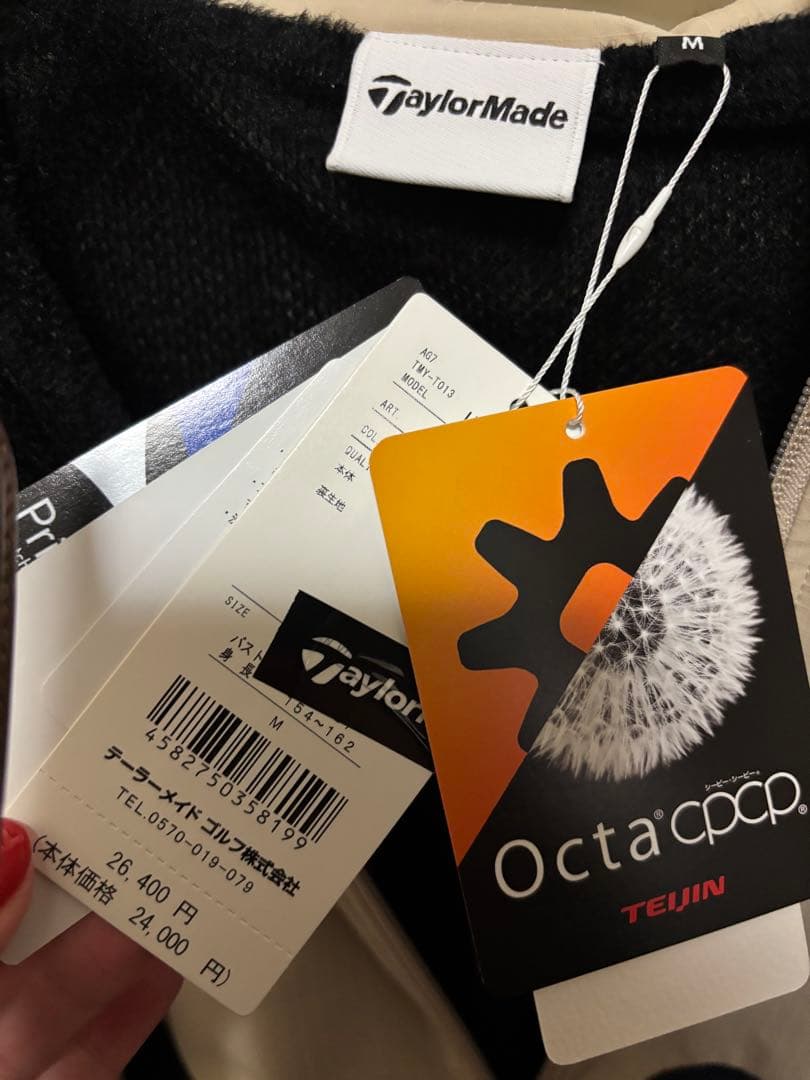 TaylorMade
M
AG7
TMY-T013
MODEL
ART.
COL
QUALI
本体
裏生地
Pri
SIZE
バスト
身長
154~162
M
Taylor
4582750358199
テーラーメイド ゴルフ株式会社
TEL.0570-019-079
26,400 円
(本体価格 24,000 円)
シーピー・シーピー®
Octa® CPCP®
TEIJIN